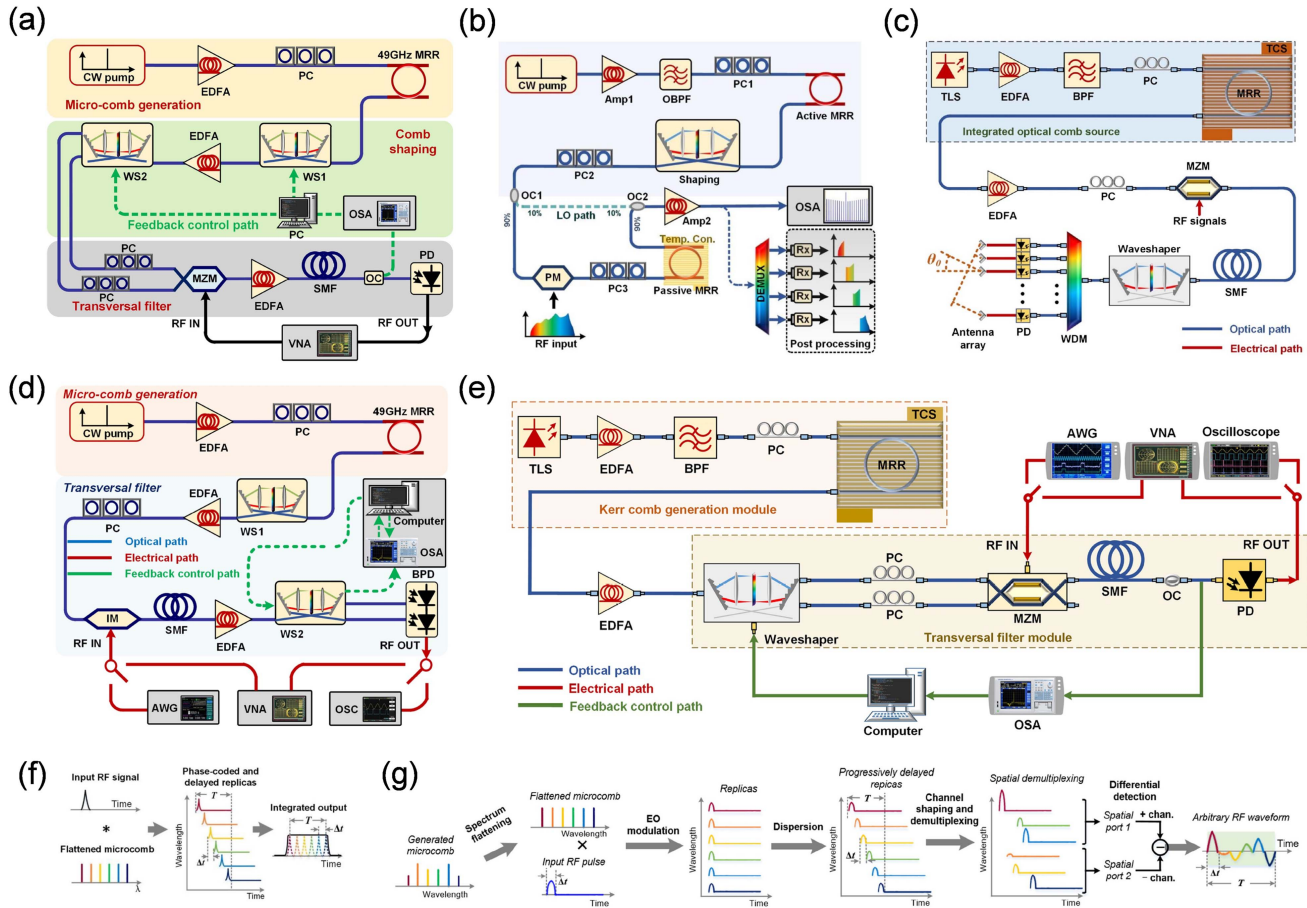 (a)
49GHz MRR
CW pump
EDFA
PC
Micro-comb generation
EDFA
Comb
shaping
WS2
WS1
OSA
Feedback control path
PC
PC
PC
MZM
EDFA
SMF
OC
PD
Transversal filter
RF IN
RF OUT
VNA
(b)
CW pump
Amp1
OBPF
PC1
Active MRR
PC2
Shaping
OC1
OC2
10%
LO path
10%
Amp2
OSA
90%
90%
Temp. Con.
PM
PC3
Passive MRR
RF input
DEMUX
Rx
Rx
Rx
Rx
Post processing
(c)
TCS
TLS
EDFA
BPF
PC
MRR
Integrated optical comb source
MZM
EDFA
PC
RF signals
Waveshaper
θ0
SMF
Antenna
array
PD
WDM
Optical path
Electrical path
(d)
Micro-comb generation
49GHz MRR
CW pump
EDFA
PC
Transversal filter
EDFA
PC
WS1
Computer
OSA
Optical path
Electrical path
Feedback control path
BPD
IM
SMF
EDFA
WS2
RF IN
RF OUT
AWG
VNA
OSC
(e)
TCS
TLS
EDFA
BPF
PC
MRR
Kerr comb generation module
AWG
VNA
Oscilloscope
RF IN
RF OUT
PC
PC
EDFA
Waveshaper
MZM
SMF
OC
PD
Transversal filter module
Optical path
Electrical path
Feedback control path
Computer
OSA
(f)
Input RF signal
Time
*
Flattened microcomb
λ
Phase-coded and
delayed replicas
T
Wavelength
Δt
Time
Integrated output
T
Δt
Time
(g)
Generated
microcomb
Wavelength
Spectrum
flattening
Flattened microcomb
Wavelength
×
Input RF pulse
Δt
Time
EO
modulation
Replicas
Wavelength
Time
Dispersion
Progressively delayed
repicas
T
Wavelength
Δt
Time
Channel
shaping and
demultiplexing
Spatial demultiplexing
Wavelength
Time
Differential
detection
Spatial
port 1
+ chan.
−
Spatial
port 2
− chan.
Arbitrary RF waveform
Δt
T
Time